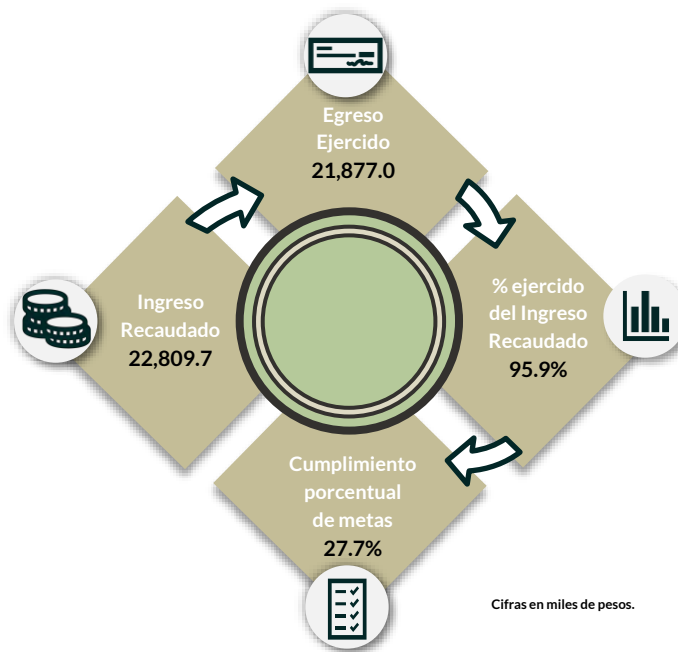 Egreso
Ejercido
21,877.0
Ingreso
Recaudado
22,809.7
% ejercido
del Ingreso
Recaudado
95.9%
Cumplimiento
porcentual
de metas
27.7%
Cifras en miles de pesos.